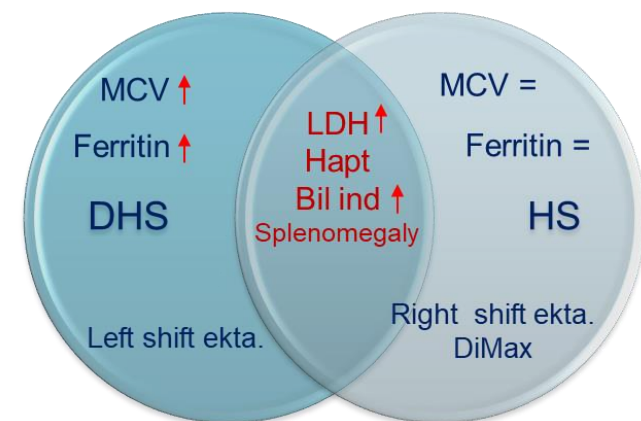 MCV ↑
Ferritin ↑
DHS
Left shift ekta.
LDH ↑
Hapt
Bil ind ↑
Splenomegaly
MCV =
Ferritin =
HS
Right shift ekta.
DiMax